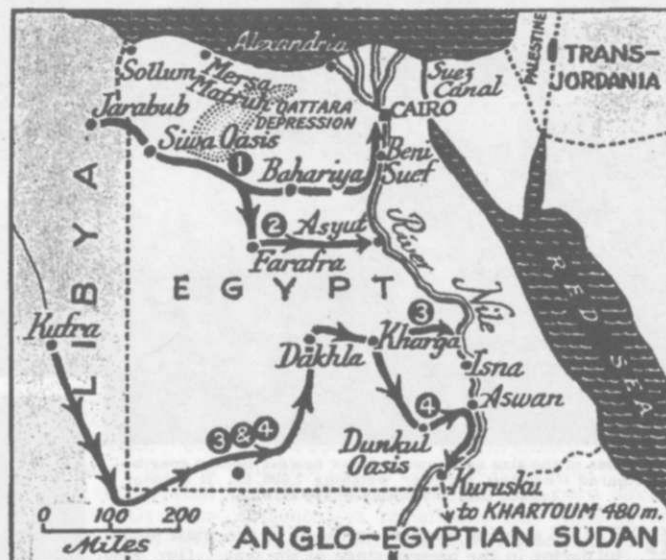 Alexandria
PALESTINE
TRANS-
JORDANIA
Sollum
Mersa
Matruh
Suez
Canal
QATTARA
DEPRESSION
CAIRO
Jarabub
Siwa Oasis
Beni
Suef
1
Bahariya
2
Asyut
Farafra
River
Nile
LIBYA
EGYPT
RED SEA
Kufra
3
Dakhla
Kharga
Isna
Aswan
4
3 & 4
Dunkul
Oasis
Kurusku
to KHARTOUM 480 m.
0 100 200
Miles
ANGLO-EGYPTIAN SUDAN